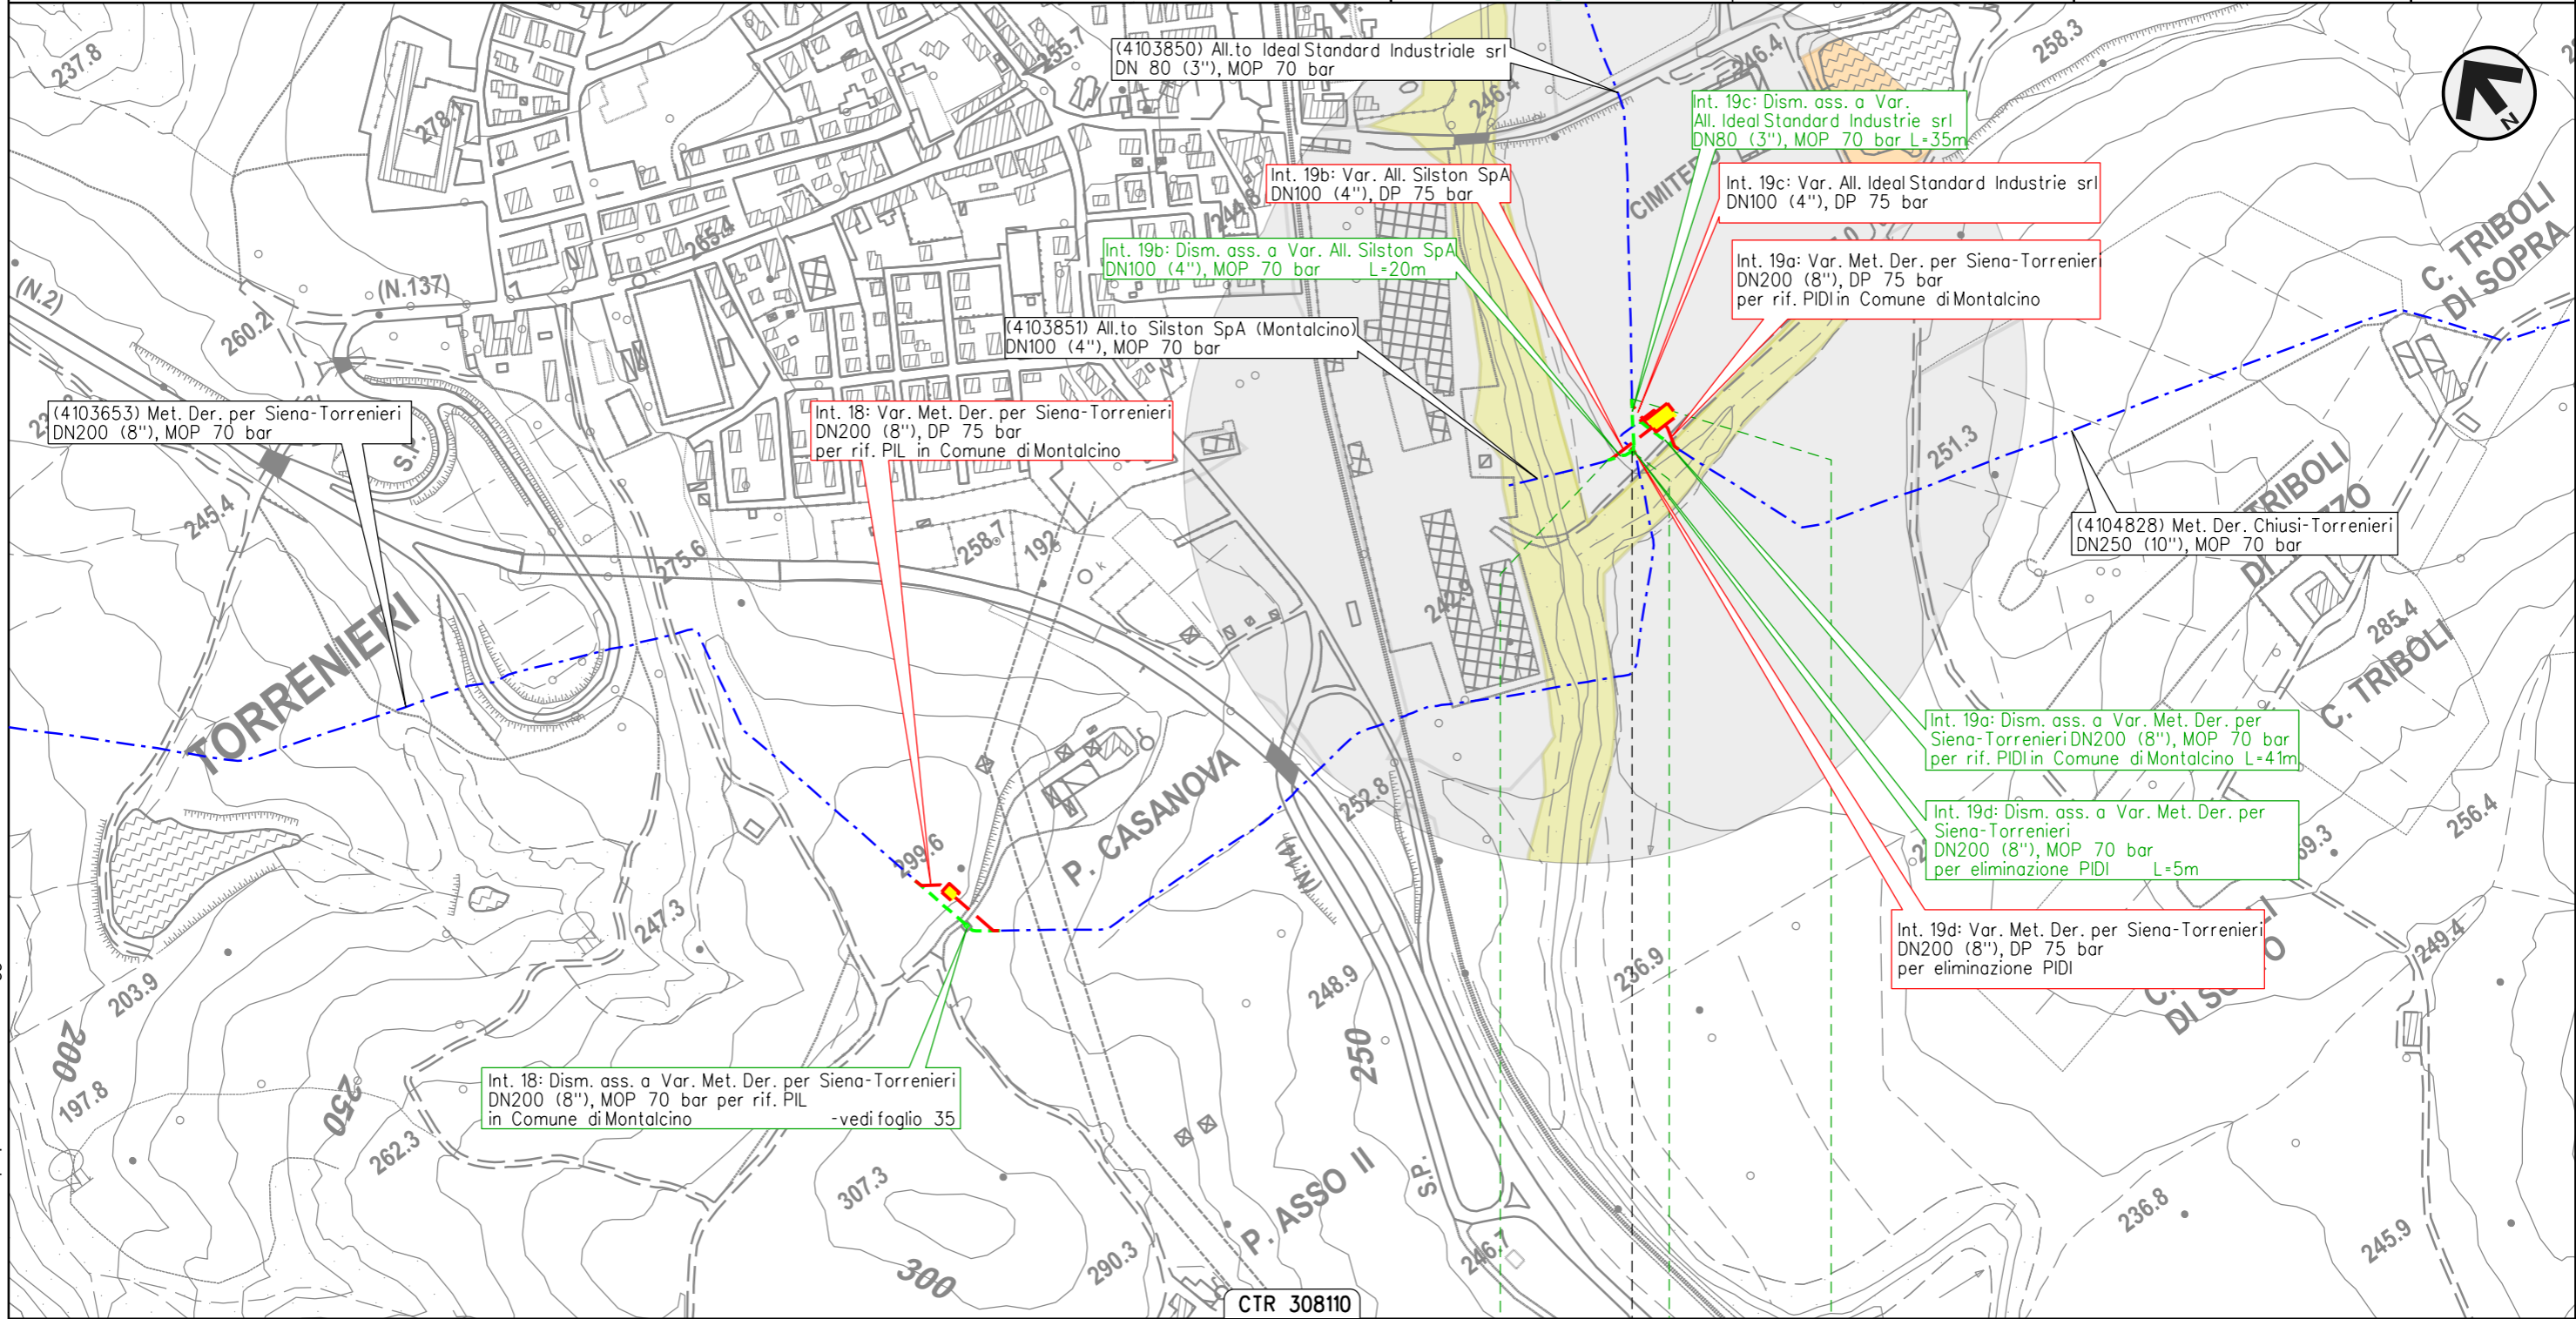 (4103850) All.to Ideal Standard Industriale srl
DN 80 (3"), MOP 70 bar
Int. 19c: Dism. ass. a Var.
All. Ideal Standard Industrie srl
DN80 (3"), MOP 70 bar L=35m
Int. 19b: Var. All. Silston SpA
DN100 (4"), DP 75 bar
Int. 19c: Var. All. Ideal Standard Industrie srl
DN100 (4"), DP 75 bar
Int. 19b: Dism. ass. a Var. All. Silston SpA
DN100 (4"), MOP 70 bar L=20m
Int. 19a: Var. Met. Der. per Siena-Torrenieri
DN200 (8"), DP 75 bar
per rif. PIDI in Comune di Montalcino
(4103851) All.to Silston SpA (Montalcino)
DN100 (4"), MOP 70 bar
(4103653) Met. Der. per Siena-Torrenieri
DN200 (8"), MOP 70 bar
Int. 18: Var. Met. Der. per Siena-Torrenieri
DN200 (8"), DP 75 bar
per rif. PIL in Comune di Montalcino
(4104828) Met. Der. Chiusi-Torrenieri
DN250 (10"), MOP 70 bar
Int. 19a: Dism. ass. a Var. Met. Der. per
Siena-Torrenieri DN200 (8"), MOP 70 bar
per rif. PIDI in Comune di Montalcino L=41m
Int. 19d: Dism. ass. a Var. Met. Der. per
Siena-Torrenieri
DN200 (8"), MOP 70 bar
per eliminazione PIDI L=5m
Int. 19d: Var. Met. Der. per Siena-Torrenieri
DN200 (8"), DP 75 bar
per eliminazione PIDI
Int. 18: Dism. ass. a Var. Met. Der. per Siena-Torrenieri
DN200 (8"), MOP 70 bar per rif. PIL
in Comune di Montalcino -vedi foglio 35
N
237.8
278.7
255.7
246.4
246.4
258.3
265.4
244.8
(N.2)
(N.137)
260.2
C. TRIBOLI
DI SOPRA
S.P.
245.4
275.6
258.7
192
k
242.9
251.3
TRIBOLI
285.4
C. TRIBOLI
TORRENIERI
P. CASANOVA
252.8
299.6
247.3
203.9
200
197.8
250
262.3
307.3
300
290.3
P. ASSO II
248.9
250
S.P.
246.7
236.9
256.4
249.4
236.8
245.9
CTR 308110